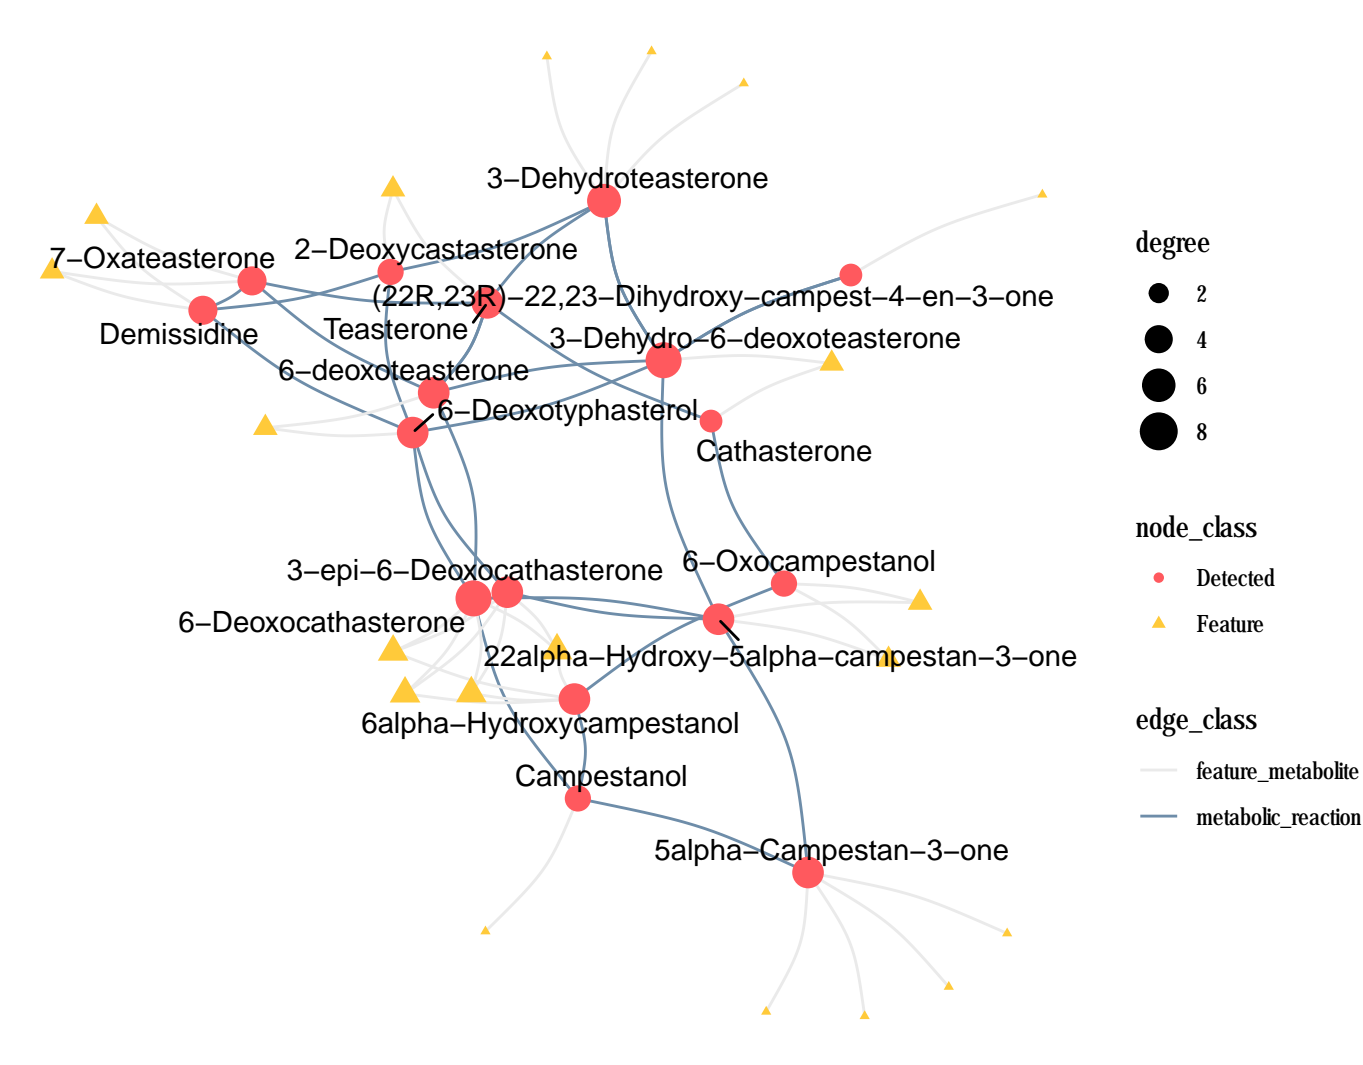 3−Dehydroteasterone
7−Oxateasterone
2−Deoxycastasterone
(22R,23R)−22,23−Dihydroxy−campest−4−en−3−one
Demissidine
Teasterone
3−Dehydro−6−deoxoteasterone
6−deoxoteasterone
6−Deoxotyphasterol
Cathasterone
3−epi−6−Deoxocathasterone
6−Oxocampestanol
6−Deoxocathasterone
22alpha−Hydroxy−5alpha−campestan−3−one
6alpha−Hydroxycampestanol
Campestanol
5alpha−Campestan−3−one
degree
2
4
6
8
node_class
Detected
Feature
edge_class
feature_metabolite
metabolic_reaction